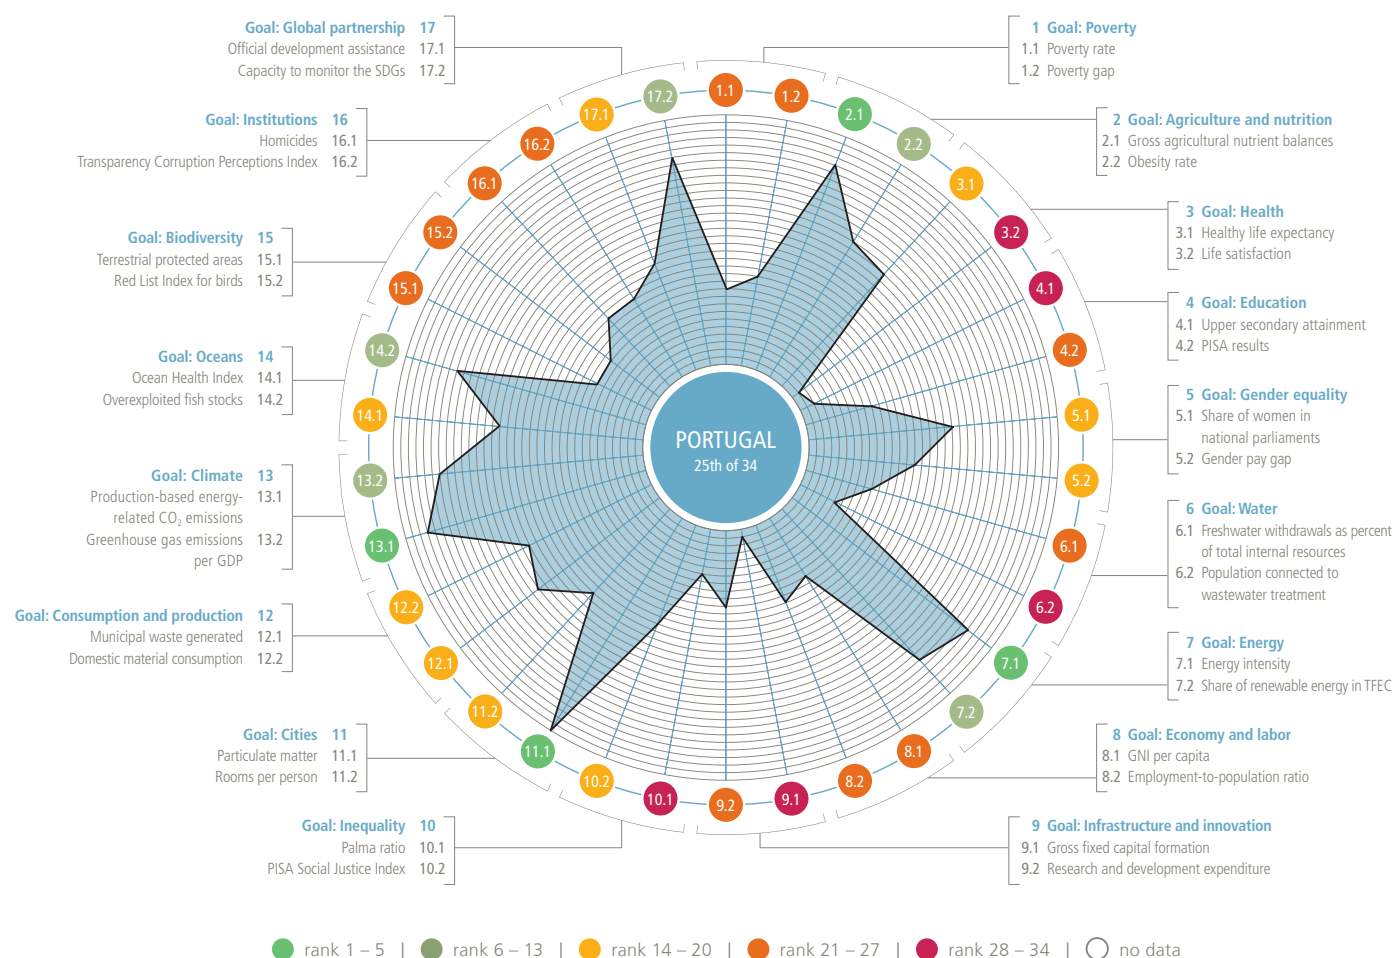 Goal: Global partnership 17
Official development assistance 17.1
Capacity to monitor the SDGs 17.2
1 Goal: Poverty
1.1 Poverty rate
1.2 Poverty gap
Goal: Institutions 16
Homicides 16.1
Transparency Corruption Perceptions Index 16.2
2 Goal: Agriculture and nutrition
2.1 Gross agricultural nutrient balances
2.2 Obesity rate
Goal: Biodiversity 15
Terrestrial protected areas 15.1
Red List Index for birds 15.2
3 Goal: Health
3.1 Healthy life expectancy
3.2 Life satisfaction
Goal: Oceans 14
Ocean Health Index 14.1
Overexploited fish stocks 14.2
4 Goal: Education
4.1 Upper secondary attainment
4.2 PISA results
Goal: Climate 13
Production-based energy- 13.1
related CO₂ emissions
Greenhouse gas emissions 13.2
per GDP
5 Goal: Gender equality
5.1 Share of women in
national parliaments
5.2 Gender pay gap
6 Goal: Water
6.1 Freshwater withdrawals as percent
of total internal resources
6.2 Population connected to
wastewater treatment
Goal: Consumption and production 12
Municipal waste generated 12.1
Domestic material consumption 12.2
7 Goal: Energy
7.1 Energy intensity
7.2 Share of renewable energy in TFEC
Goal: Cities 11
Particulate matter 11.1
Rooms per person 11.2
8 Goal: Economy and labor
8.1 GNI per capita
8.2 Employment-to-population ratio
Goal: Inequality 10
Palma ratio 10.1
PISA Social Justice Index 10.2
9 Goal: Infrastructure and innovation
9.1 Gross fixed capital formation
9.2 Research and development expenditure
1.1
1.2
2.1
2.2
3.1
3.2
4.1
4.2
5.1
5.2
6.1
6.2
7.1
7.2
8.1
8.2
9.1
9.2
10.1
10.2
11.1
11.2
12.1
12.2
13.1
13.2
14.1
14.2
15.1
15.2
16.1
16.2
17.1
17.2
PORTUGAL
25th of 34
rank 1 – 5 | rank 6 – 13 | rank 14 – 20 | rank 21 – 27 | rank 28 – 34 | no data